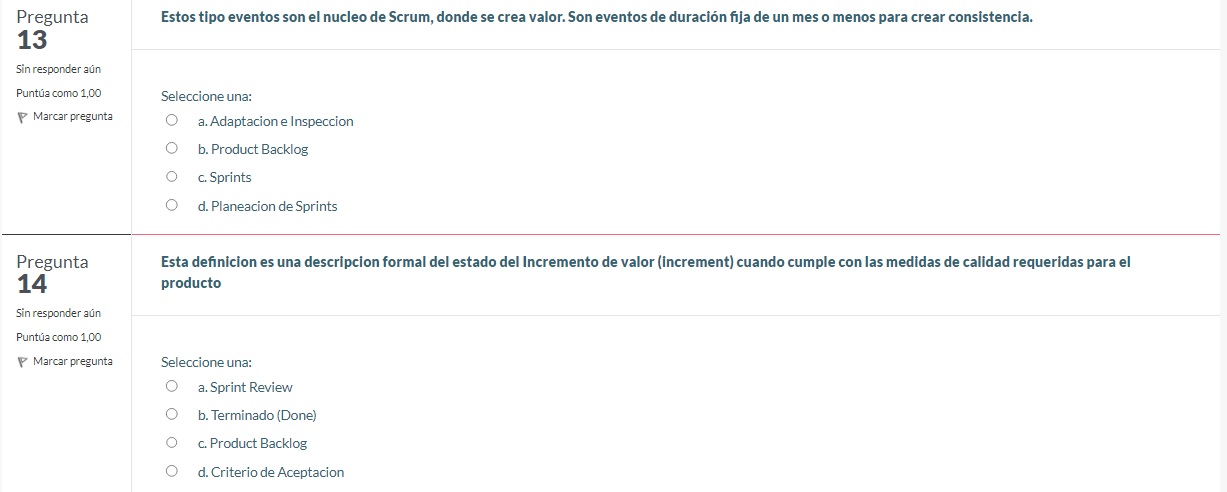 Pregunta
13
Sin responder aún
Puntúa como 1,00
Marcar pregunta
Estos tipo eventos son el nucleo de Scrum, donde se crea valor. Son eventos de duración fija de un mes o menos para crear consistencia.
Seleccione una:
a. Adaptacion e Inspeccion
b. Product Backlog
c. Sprints
d. Planeacion de Sprints
Pregunta
14
Sin responder aún
Puntúa como 1,00
Marcar pregunta
Esta definicion es una descripcion formal del estado del Incremento de valor (increment) cuando cumple con las medidas de calidad requeridas para el
producto
Seleccione una:
a. Sprint Review
b. Terminado (Done)
c. Product Backlog
d. Criterio de Aceptacion